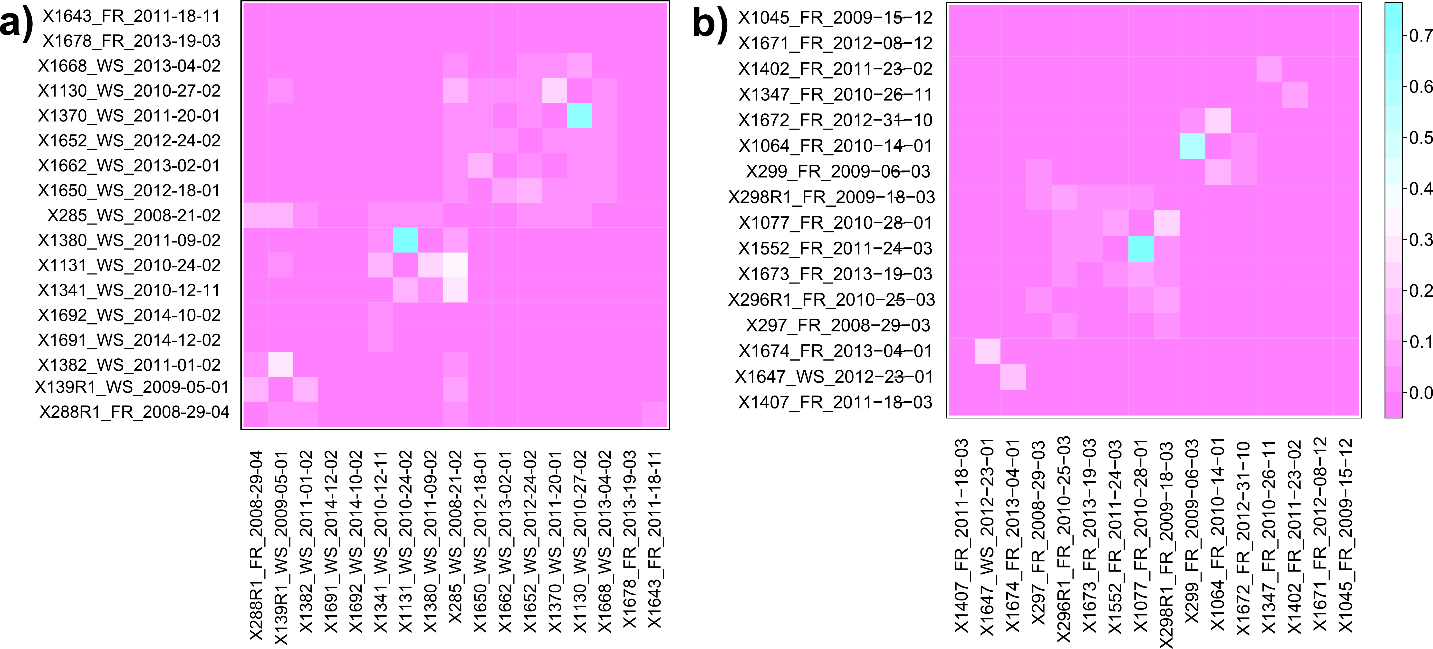 a)
X1643_FR_2011-18-11
X1678_FR_2013-19-03
X1668_WS_2013-04-02
X1130_WS_2010-27-02
X1370_WS_2011-20-01
X1652_WS_2012-24-02
X1662_WS_2013-02-01
X1650_WS_2012-18-01
X285_WS_2008-21-02
X1380_WS_2011-09-02
X1131_WS_2010-24-02
X1341_WS_2010-12-11
X1692_WS_2014-10-02
X1691_WS_2014-12-02
X1382_WS_2011-01-02
X139R1_WS_2009-05-01
X288R1_FR_2008-29-04
X288R1_FR_2008-29-04
X139R1_WS_2009-05-01
X1382_WS_2011-01-02
X1691_WS_2014-12-02
X1692_WS_2014-10-02
X1341_WS_2010-12-11
X1131_WS_2010-24-02
X1380_WS_2011-09-02
X285_WS_2008-21-02
X1650_WS_2012-18-01
X1662_WS_2013-02-01
X1652_WS_2012-24-02
X1370_WS_2011-20-01
X1130_WS_2010-27-02
X1668_WS_2013-04-02
X1678_FR_2013-19-03
X1643_FR_2011-18-11
b)
X1045_FR_2009-15-12
X1671_FR_2012-08-12
X1402_FR_2011-23-02
X1347_FR_2010-26-11
X1672_FR_2012-31-10
X1064_FR_2010-14-01
X299_FR_2009-06-03
X298R1_FR_2009-18-03
X1077_FR_2010-28-01
X1552_FR_2011-24-03
X1673_FR_2013-19-03
X296R1_FR_2010-25-03
X297_FR_2008-29-03
X1674_FR_2013-04-01
X1647_WS_2012-23-01
X1407_FR_2011-18-03
X1407_FR_2011-18-03
X1647_WS_2012-23-01
X1674_FR_2013-04-01
X297_FR_2008-29-03
X296R1_FR_2010-25-03
X1673_FR_2013-19-03
X1552_FR_2011-24-03
X1077_FR_2010-28-01
X298R1_FR_2009-18-03
X299_FR_2009-06-03
X1064_FR_2010-14-01
X1672_FR_2012-31-10
X1347_FR_2010-26-11
X1402_FR_2011-23-02
X1671_FR_2012-08-12
X1045_FR_2009-15-12
0.7
0.6
0.5
0.4
0.3
0.2
0.1
0.0